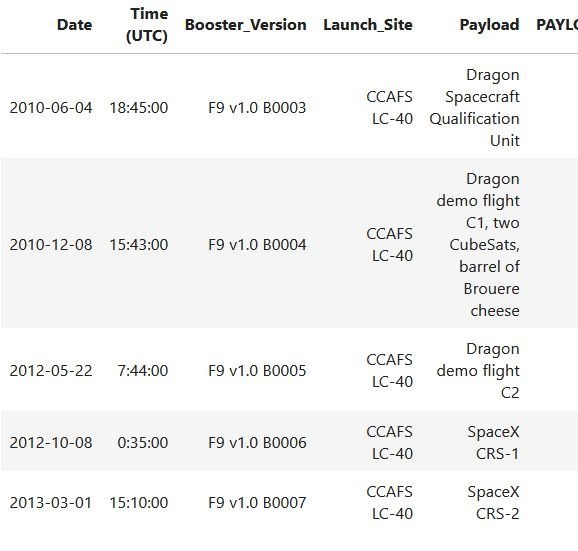 Date Time (UTC) Booster_Version Launch_Site Payload PAYLO
2010-06-04 18:45:00 F9 v1.0 B0003 CCAFS LC-40 Dragon Spacecraft Qualification Unit
2010-12-08 15:43:00 F9 v1.0 B0004 CCAFS LC-40 Dragon demo flight C1, two CubeSats, barrel of Brouere cheese
2012-05-22 7:44:00 F9 v1.0 B0005 CCAFS LC-40 Dragon demo flight C2
2012-10-08 0:35:00 F9 v1.0 B0006 CCAFS LC-40 SpaceX CRS-1
2013-03-01 15:10:00 F9 v1.0 B0007 CCAFS LC-40 SpaceX CRS-2